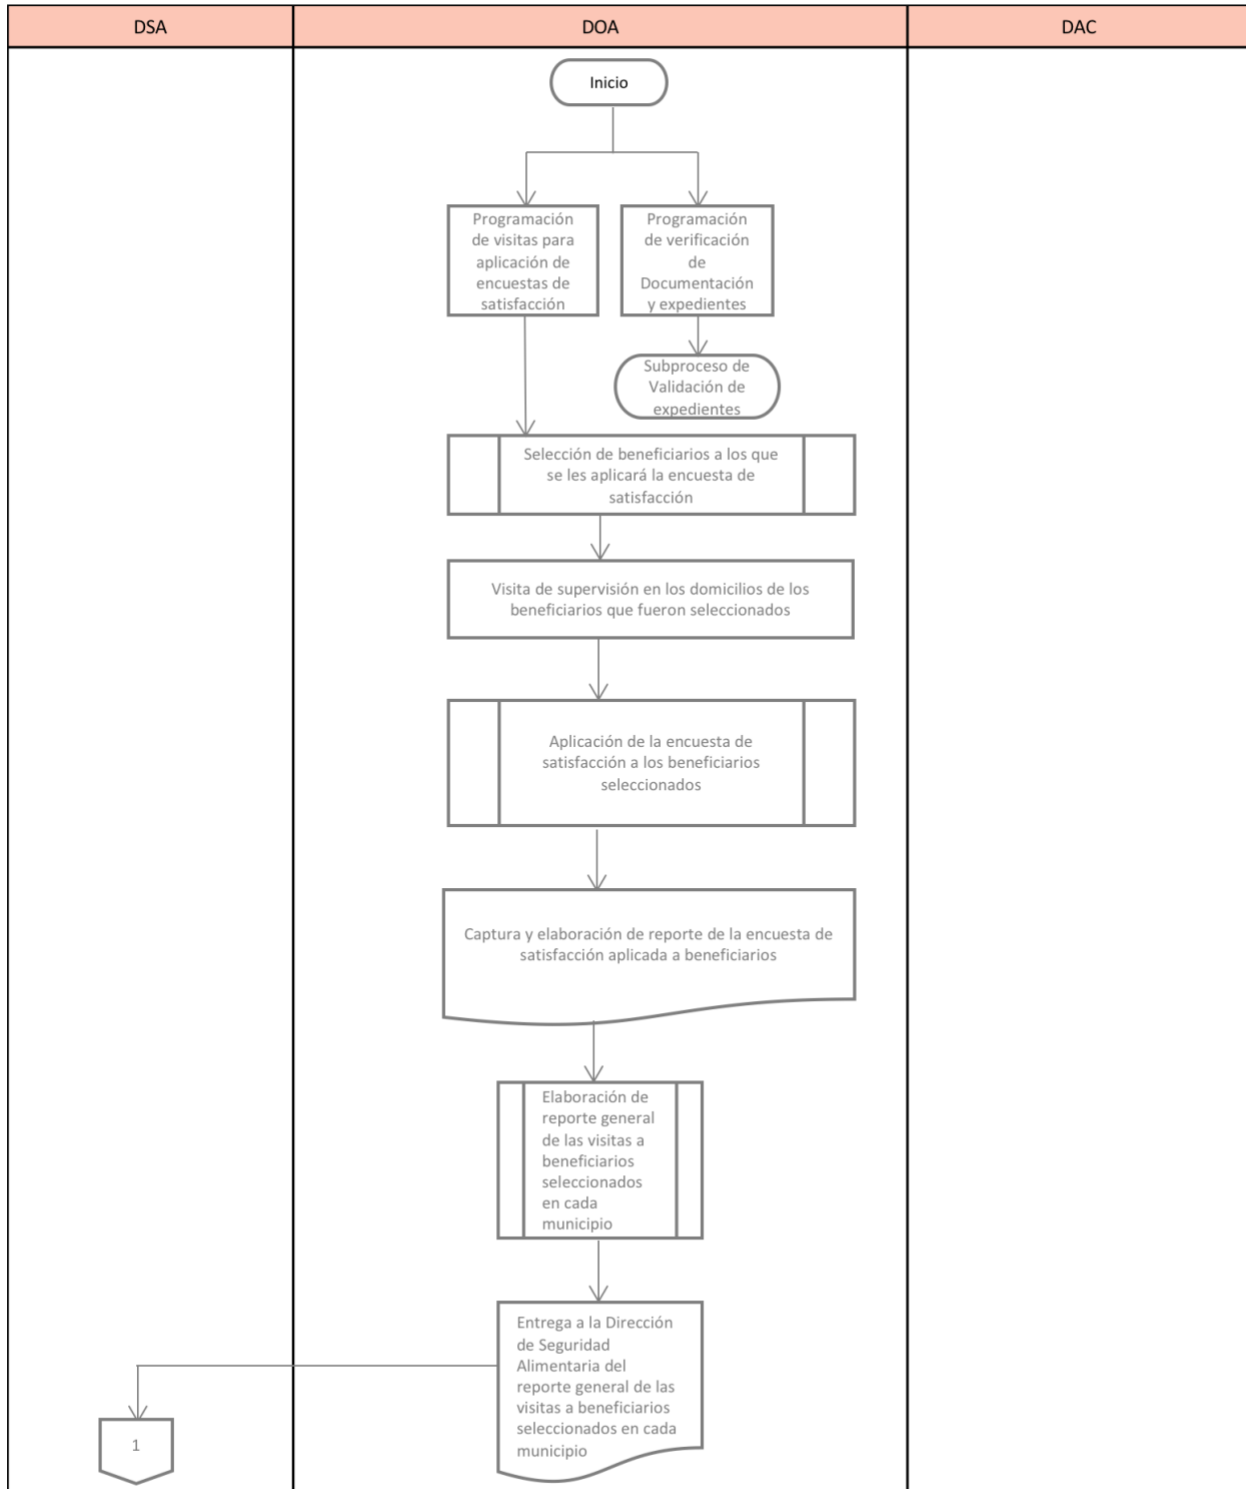 DSA
DOA
DAC
Inicio
Programación
de visitas para
aplicación de
encuestas de
satisfacción
Programación
de verificación
de
Documentación
y expedientes
Subproceso de
Validación de
expedientes
Selección de beneficiarios a los que
se les aplicará la encuesta de
satisfacción
Visita de supervisión en los domicilios de los
beneficiarios que fueron seleccionados
Aplicación de la encuesta de
satisfacción a los beneficiarios
seleccionados
Captura y elaboración de reporte de la encuesta de
satisfacción aplicada a beneficiarios
Elaboración de
reporte general
de las visitas a
beneficiarios
seleccionados
en cada
municipio
Entrega a la Dirección
de Seguridad
Alimentaria del
reporte general de las
visitas a beneficiarios
seleccionados en cada
municipio
1